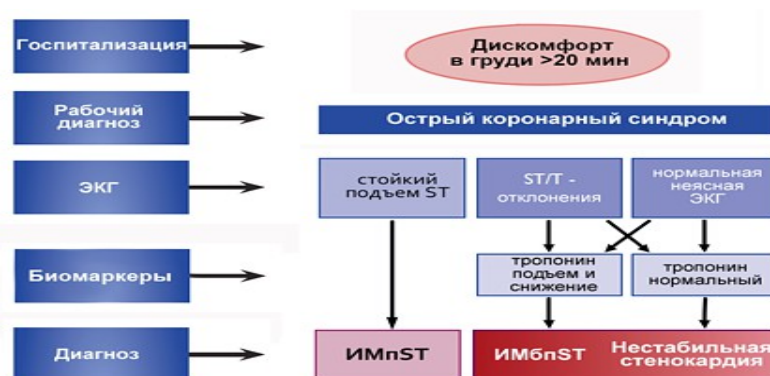 Госпитализация
Дискомфорт
в груди >20 мин
Рабочий
диагноз
Острый коронарный синдром
ЭКГ
стойкий
подъем ST
ST/T -
отклонения
нормальная
неясная
ЭКГ
Биомаркеры
тропонин
подъем и
снижение
тропонин
нормальный
Диагноз
ИМпST
ИМбпST
Нестабильная
стенокардия